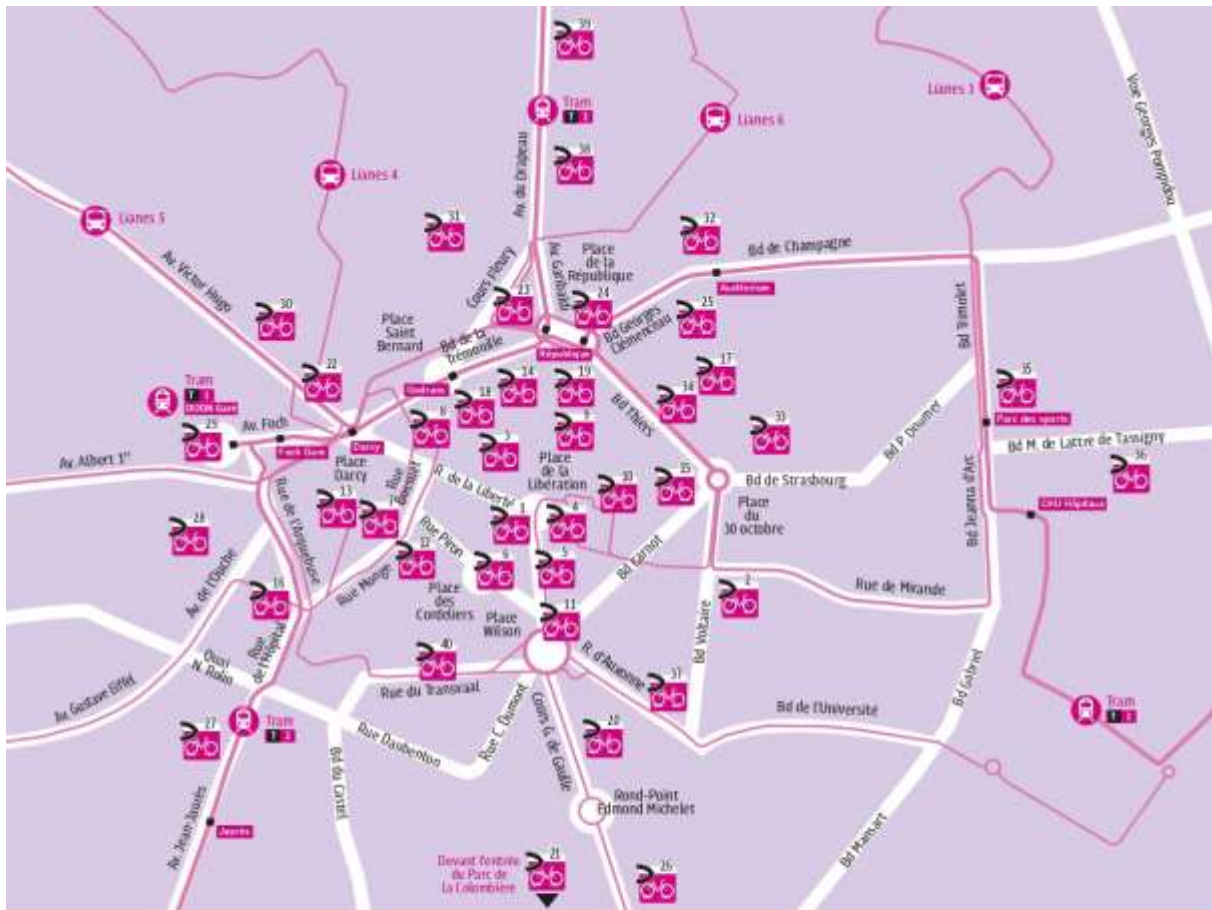 39
Lianes 3
Tram
T 1
Lianes 6
Voie Georges Pompidou
38
Av. du Drapeau
Lianes 4
Lianes 5
31
32
Place
de la
République
Bd de Champagne
Av. Victor Hugo
Cours Fleury
Av. Garibaldi
23
24
Auditorium
30
Place
Saint
Bernard
Bd de la
Trémouille
Bd Georges
Clemenceau
25
Bd Trimolet
République
22
Godrans
14
19
17
34
35
Tram
T 1
DIJON Gare
18
8
9
Bd Thiers
33
Bd P. Doumer
Parc des sports
29
Av. Foch
Foch Gare
Darcy
3
Bd M. de Lattre de Tassigny
Av. Albert 1er
Place
Darcy
R. de la Liberté
Place
de la
Libération
10
15
Bd de Strasbourg
36
13
1
4
Place
du
30 octobre
Bd Jeanne d'Arc
CHU Hôpitaux
28
Rue de l'Arquebuse
Rue Piron
12
6
5
Bd Carnot
Av. de l'Ouche
16
Rue Monge
Place
des
Cordeliers
2
Rue de Mirande
Place
Wilson
11
Rue
de l'Hôpital
Quai
N. Rolin
40
Bd Voltaire
R. d'Auxonne
37
Rue du Transvaal
Bd Gabriel
Av. Gustave Eiffel
Bd de l'Université
Tram
T 1
27
Tram
T 2
Rue Daubenton
Rue C. Dumont
Cours G. de Gaulle
20
Bd du Castel
Rond-Point
Edmond Michelet
Av. Jean Jaurès
Jaurès
Bd Mansart
Devant l'entrée
du Parc de
la Colombière
21
26